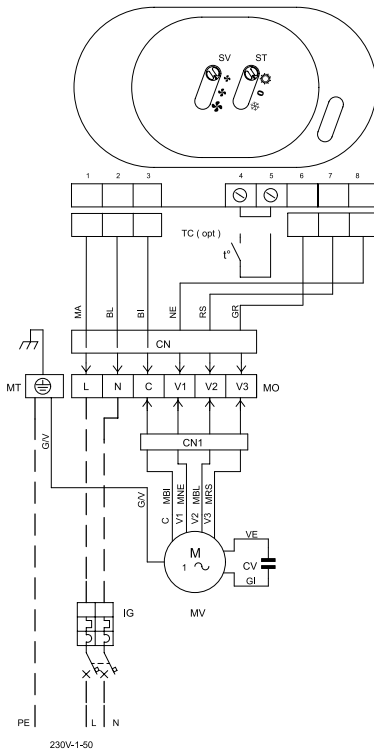 SV ST
0
1 2 3 4 5 6 7 8
TC ( opt )
t°
MA BL BI NE RS GR
CN
MT L N C V1 V2 V3 MO
CN1
G/V G/V MBI MNE MBL MRS
C V1 V2 V3
M
1
VE
CV
GI
MV
IG
PE L N
230V-1-50